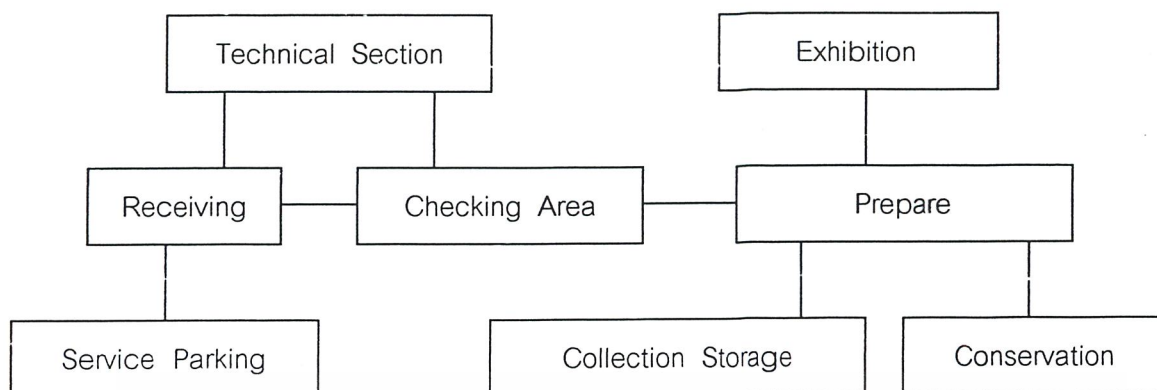 Technical Section
Exhibition
Receiving
Checking Area
Prepare
Service Parking
Collection Storage
Conservation